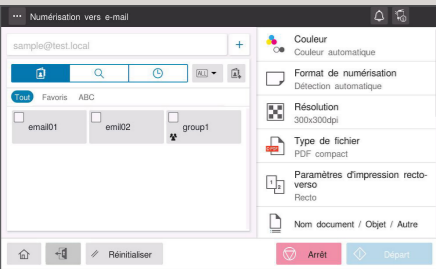 Numérisation vers e-mail
sample@test.local
+
ALL
Tout Favoris ABC
email01
emil02
group1
Couleur
Couleur automatique
Format de numérisation
Détection automatique
Résolution
300x300dpi
Type de fichier
PDF compact
Paramètres d'impression recto-
verso
Recto
Nom document / Objet / Autre
Réinitialiser
Arrêt
Départ